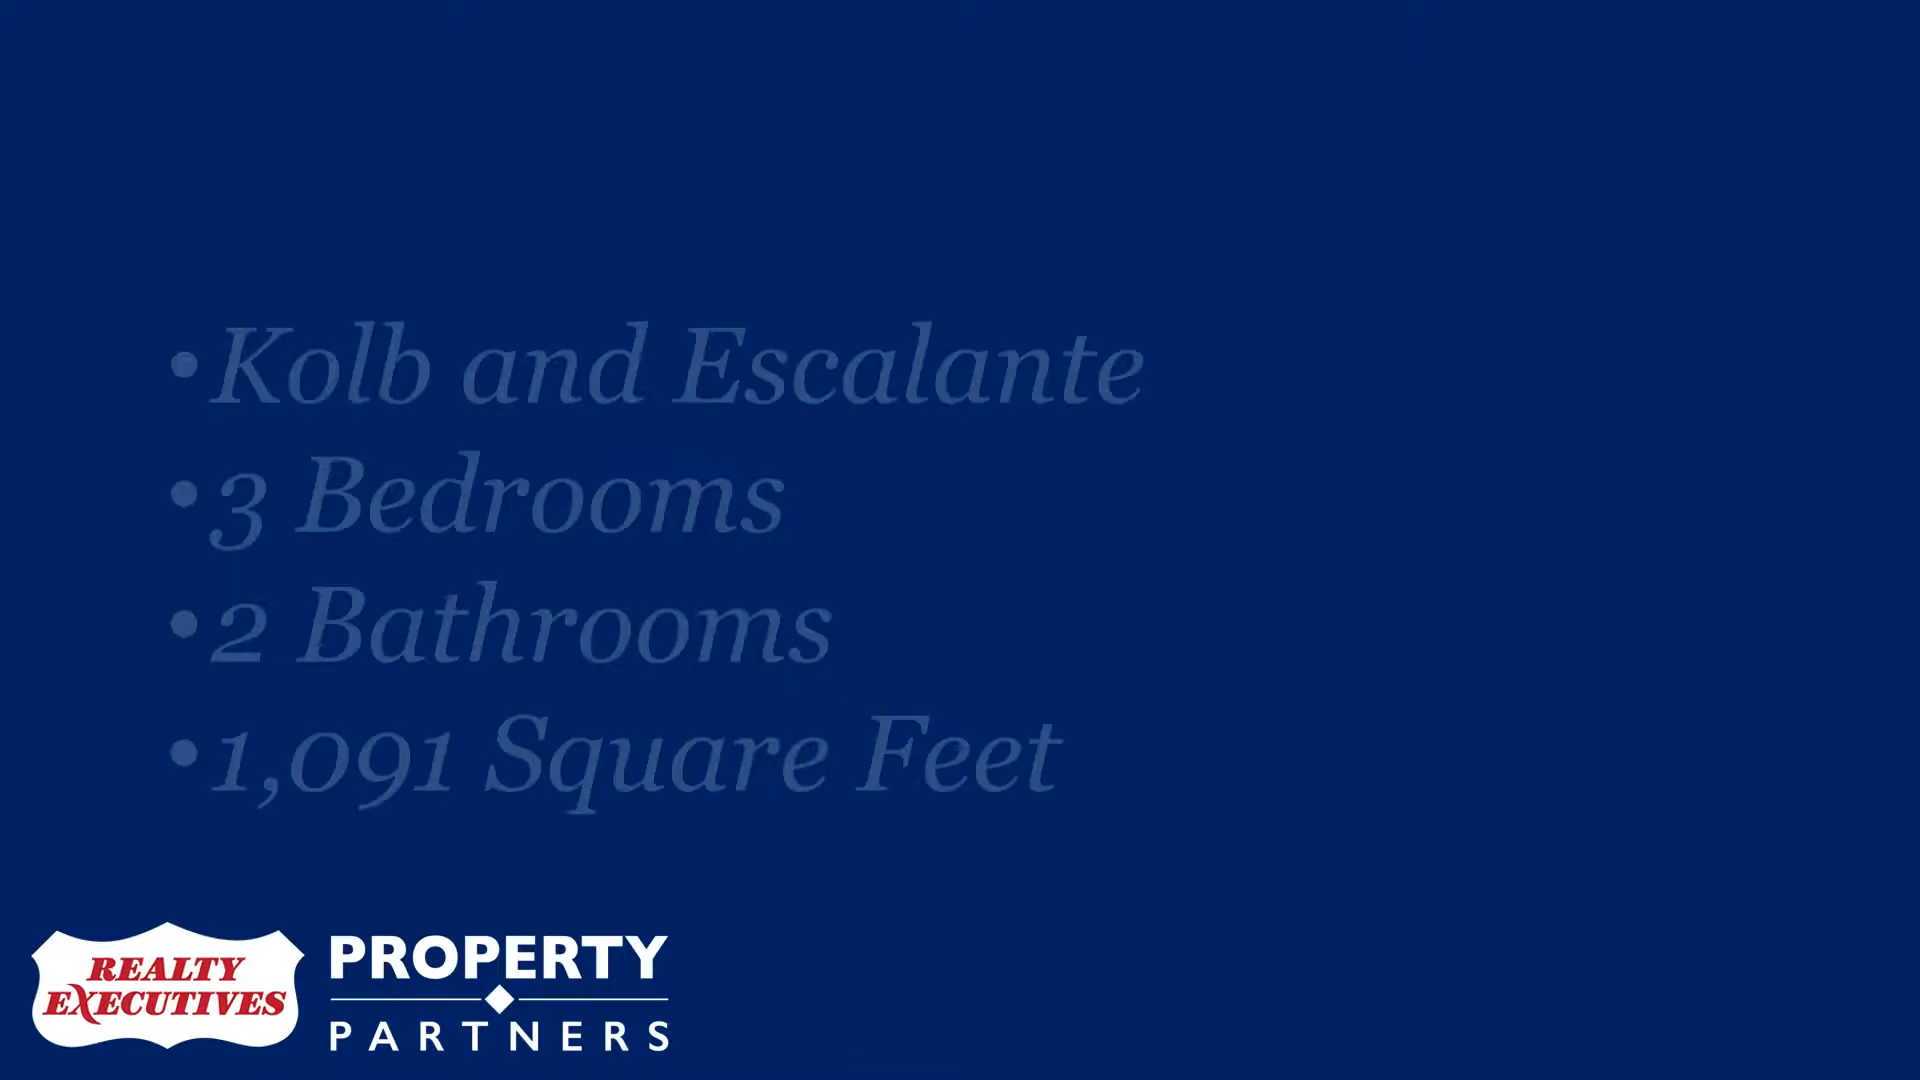 •Kolb and Escalante
•3 Bedrooms
•2 Bathrooms
•1,091 Square Feet
REALTY
EXECUTIVES
PROPERTY
PARTNERS